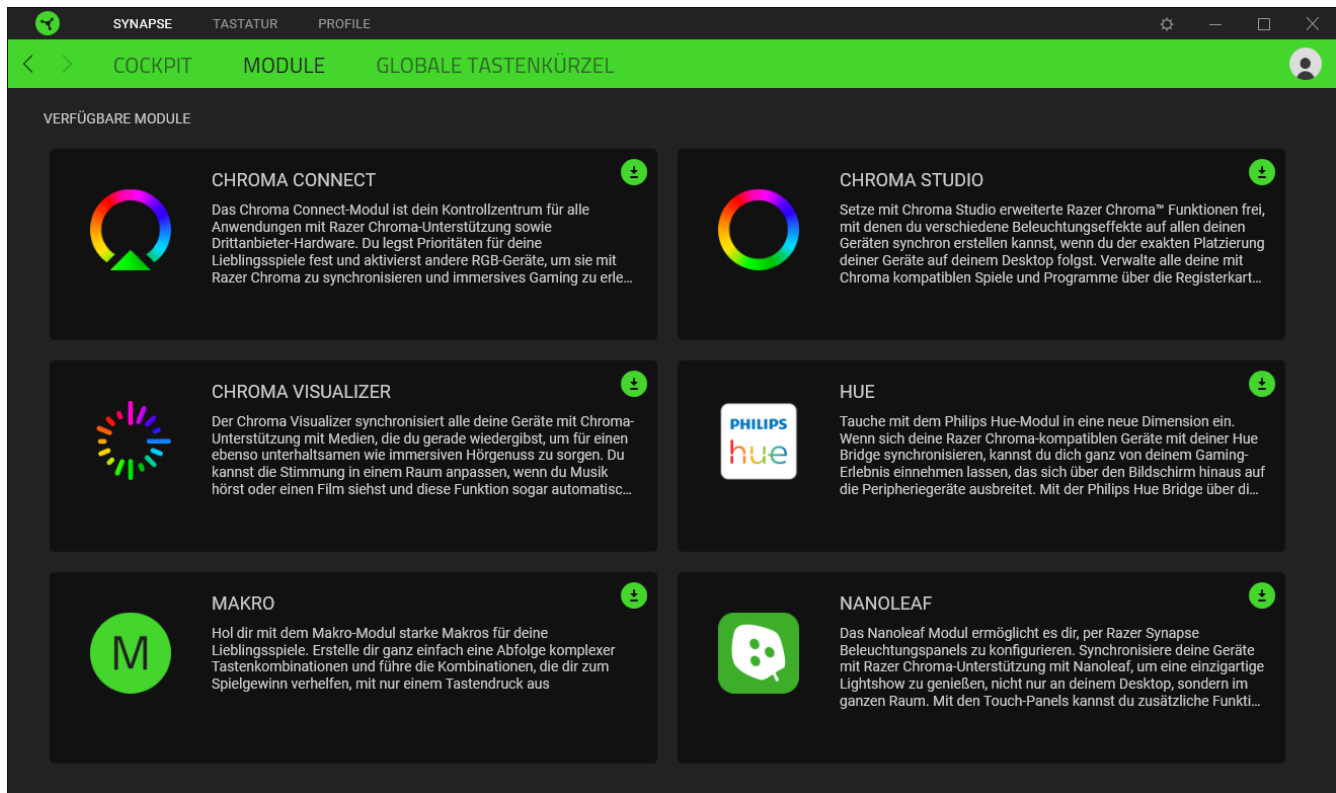 SYNAPSE TASTATUR PROFILE
COCKPIT MODULE GLOBALE TASTENKÜRZEL
VERFÜGBARE MODULE
CHROMA CONNECT
Das Chroma Connect-Modul ist dein Kontrollzentrum für alle
Anwendungen mit Razer Chroma-Unterstützung sowie
Drittanbieter-Hardware. Du legst Prioritäten für deine
Lieblingsspiele fest und aktivierst andere RGB-Geräte, um sie mit
Razer Chroma zu synchronisieren und immersives Gaming zu erle...
CHROMA STUDIO
Setze mit Chroma Studio erweiterte Razer Chroma™ Funktionen frei,
mit denen du verschiedene Beleuchtungseffekte auf allen deinen
Geräten synchron erstellen kannst, wenn du der exakten Platzierung
deiner Geräte auf deinem Desktop folgst. Verwalte alle deine mit
Chroma kompatiblen Spiele und Programme über die Registerkart...
CHROMA VISUALIZER
Der Chroma Visualizer synchronisiert alle deine Geräte mit Chroma-
Unterstützung mit Medien, die du gerade wiedergibst, um für einen
ebenso unterhaltsamen wie immersiven Hörgenuss zu sorgen. Du
kannst die Stimmung in einem Raum anpassen, wenn du Musik
hörst oder einen Film siehst und diese Funktion sogar automatisc...
PHILIPS
hue
HUE
Tauche mit dem Philips Hue-Modul in eine neue Dimension ein.
Wenn sich deine Razer Chroma-kompatiblen Geräte mit deiner Hue
Bridge synchronisieren, kannst du dich ganz von deinem Gaming-
Erlebnis einnehmen lassen, das sich über den Bildschirm hinaus auf
die Peripheriegeräte ausbreitet. Mit der Philips Hue Bridge über di...
M
MAKRO
Hol dir mit dem Makro-Modul starke Makros für deine
Lieblingsspiele. Erstelle dir ganz einfach eine Abfolge komplexer
Tastenkombinationen und führe die Kombinationen, die dir zum
Spielgewinn verhelfen, mit nur einem Tastendruck aus
NANOLEAF
Das Nanoleaf Modul ermöglicht es dir, per Razer Synapse
Beleuchtungspanels zu konfigurieren. Synchronisiere deine Geräte
mit Razer Chroma-Unterstützung mit Nanoleaf, um eine einzigartige
Lightshow zu genießen, nicht nur an deinem Desktop, sondern im
ganzen Raum. Mit den Touch-Panels kannst du zusätzliche Funkti...